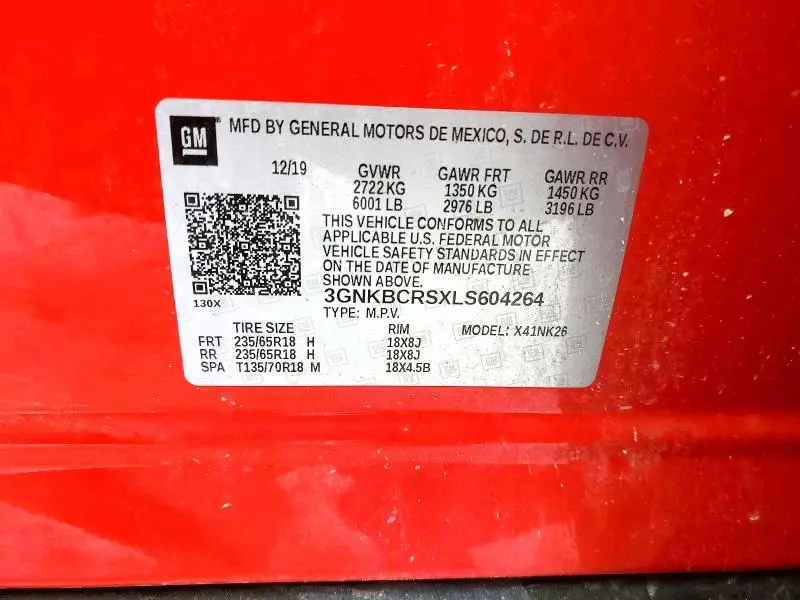 GM ® MFD BY GENERAL MOTORS DE MEXICO, S. DE R.L. DE C.V.
12/19 GVWR GAWR FRT GAWR RR
2722 KG 1350 KG 1450 KG
6001 LB 2976 LB 3196 LB
THIS VEHICLE CONFORMS TO ALL
APPLICABLE U.S. FEDERAL MOTOR
VEHICLE SAFETY STANDARDS IN EFFECT
ON THE DATE OF MANUFACTURE
SHOWN ABOVE.
130X 3GNKBCRSXLS604264
TYPE: M.P.V.
TIRE SIZE RIM MODEL: X41NK26
FRT 235/65R18 H 18X8J
RR 235/65R18 H 18X8J
SPA T135/70R18 M 18X4.5B